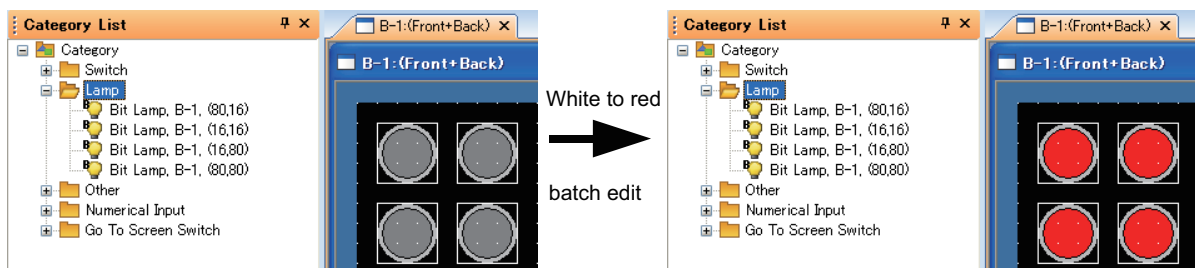 Category List
B-1:(Front+Back)
Category
Switch
Lamp
Bit Lamp, B-1, (80,16)
Bit Lamp, B-1, (16,16)
Bit Lamp, B-1, (16,80)
Bit Lamp, B-1, (80,80)
Other
Numerical Input
Go To Screen Switch
B-1:(Front+Back)
White to red
batch edit
Category List
B-1:(Front+Back)
Category
Switch
Lamp
Bit Lamp, B-1, (80,16)
Bit Lamp, B-1, (16,16)
Bit Lamp, B-1, (16,80)
Bit Lamp, B-1, (80,80)
Other
Numerical Input
Go To Screen Switch
B-1:(Front+Back)